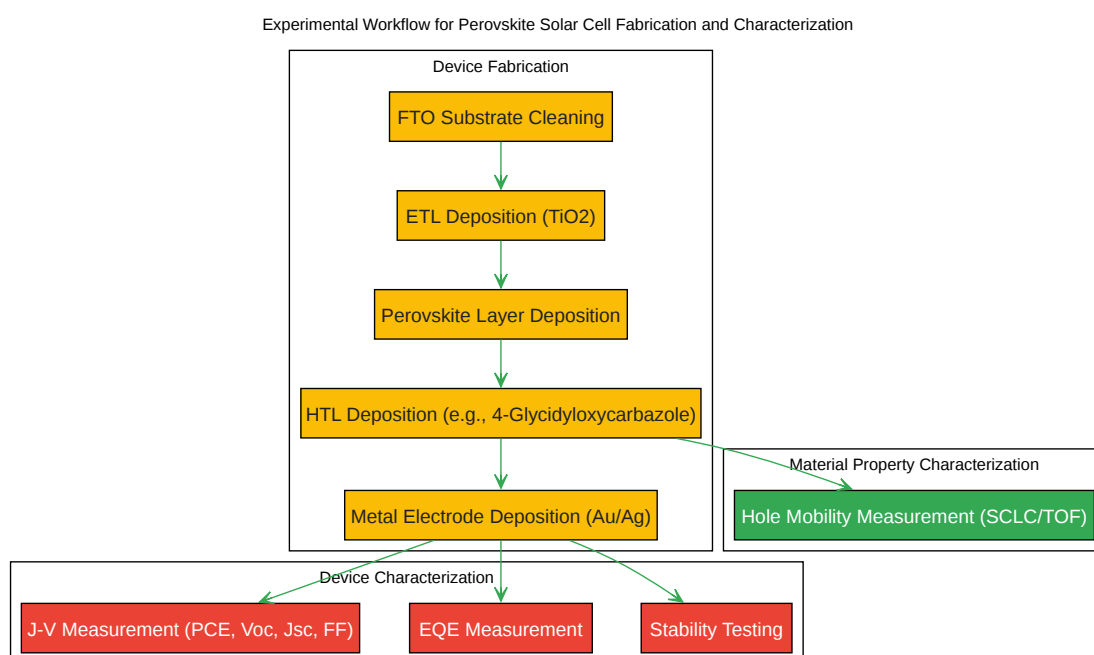 Experimental Workflow for Perovskite Solar Cell Fabrication and Characterization
Device Fabrication
FTO Substrate Cleaning
ETL Deposition (TiO2)
Perovskite Layer Deposition
HTL Deposition (e.g., 4-Glycidyloxycarbazole)
Material Property Characterization
Metal Electrode Deposition (Au/Ag)
Hole Mobility Measurement (SCLC/TOF)
Device Characterization
J-V Measurement (PCE, Voc, Jsc, FF)
EQE Measurement
Stability Testing